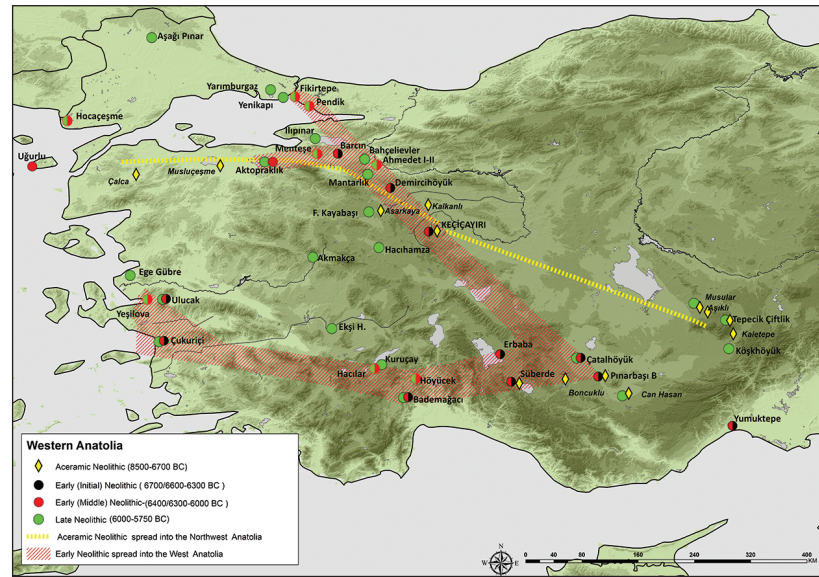 Aşağı Pınar
Yarımburgaz
Fikirtepe
Yenikapı
Pendik
Hocaçeşme
Ilıpınar
Uğurlu
Menteşe
Barcın
Bahçelievler
Ahmedet I-II
Musluçeşme
Aktopraklık
Çalca
Mantarlık
Demircihöyük
F. Kayabaşı
Asarkaya
Kalkanlı
KEÇİÇAYIRI
Hacıhamza
Akmakça
Ege Gübre
Ulucak
Yeşilova
Musular
Aşıklı
Tepecik Çiftlik
Kaletepe
Köşkhöyük
Ekşi H.
Çukuriçi
Erbaba
Çatalhöyük
Kuruçay
Hacılar
Höyücek
Süberde
Pınarbaşı B
Boncuklu
Can Hasan
Bademağacı
Yumuktepe
Western Anatolia
Aceramic Neolithic (8500-6700 BC)
Early (Initial) Neolithic ( 6700/6600-6300 BC)
Early (Middle) Neolithic-(6400/6300-6000 BC)
Late Neolithic (6000-5750 BC)
Aceramic Neolithic spread into the Northwest Anatolia
Early Neolithic spread into the West Anatolia
N
W E
S
0 40 80 160 240 320 400
KM